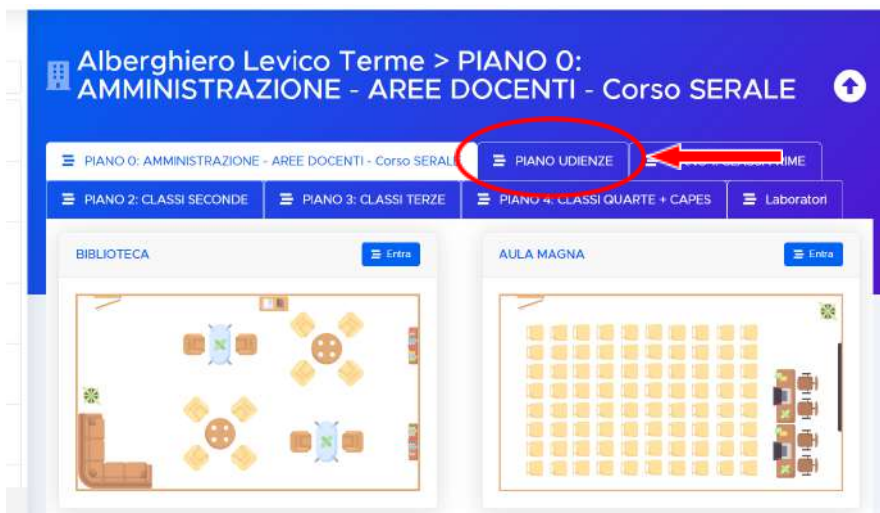 Alberghiero Levico Terme > PIANO 0:
AMMINISTRAZIONE - AREE DOCENTI - Corso SERALE
PIANO 0: AMMINISTRAZIONE - AREE DOCENTI - Corso SERALE
PIANO UDIENZE
PIANO 2: CLASSI SECONDE
PIANO 3: CLASSI TERZE
PIANO 4: CLASSI QUARTE + CAPES
Laboratori
BIBLIOTECA
Entra
AULA MAGNA
Entra